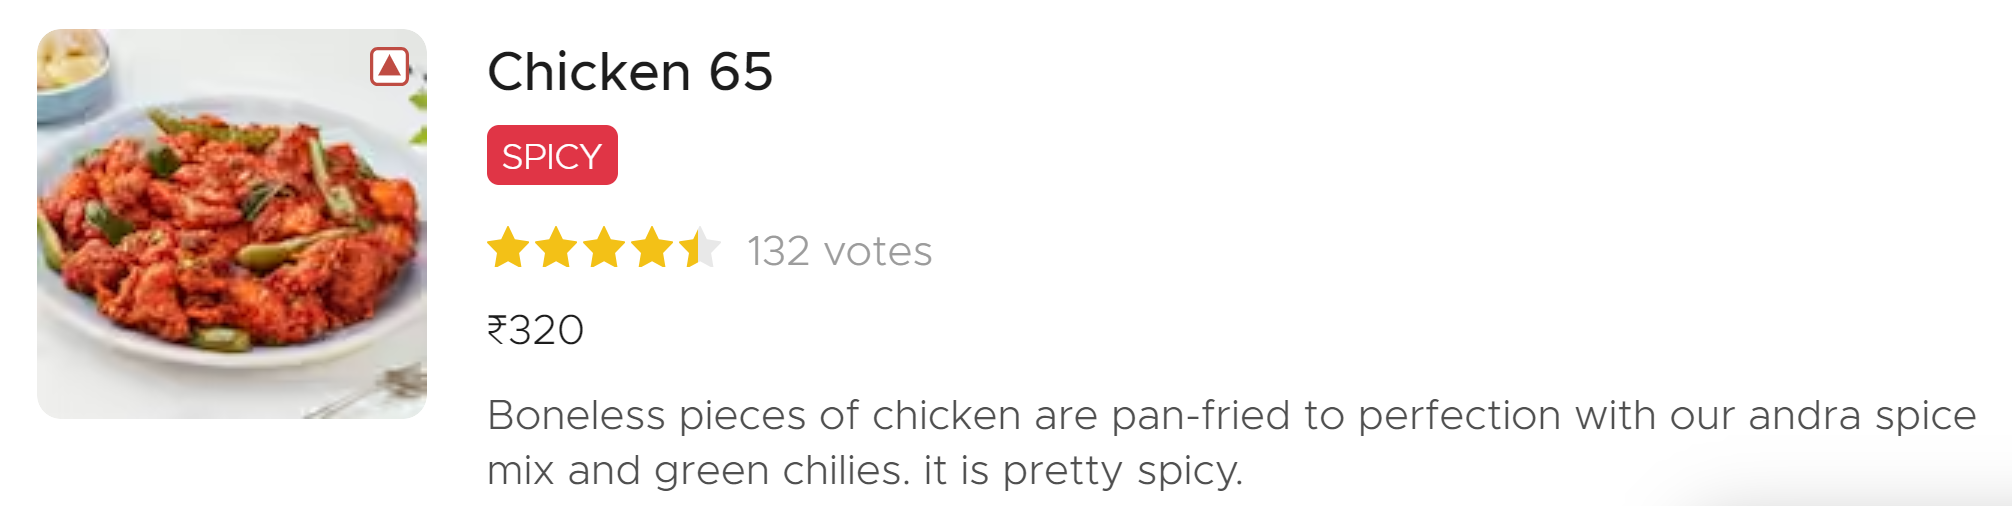 Chicken 65
SPICY
132 votes
₹320
Boneless pieces of chicken are pan-fried to perfection with our andra spice
mix and green chilies. it is pretty spicy.